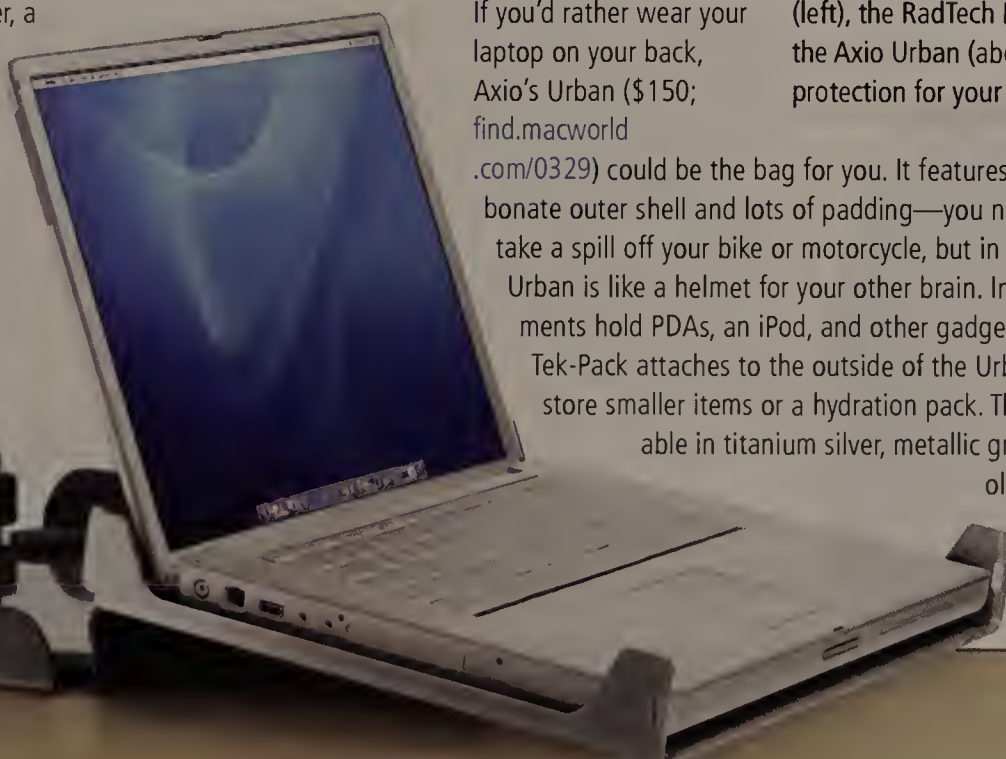 er, a
If you'd rather wear your
laptop on your back,
Axio's Urban ($150;
find.macworld
.com/0329) could be the bag for you. It features
bonate outer shell and lots of padding—you n
take a spill off your bike or motorcycle, but in
Urban is like a helmet for your other brain. In
ments hold PDAs, an iPod, and other gadge
Tek-Pack attaches to the outside of the Urb
store smaller items or a hydration pack. Th
able in titanium silver, metallic gr
ol
(left), the RadTech
the Axio Urban (abo
protection for your